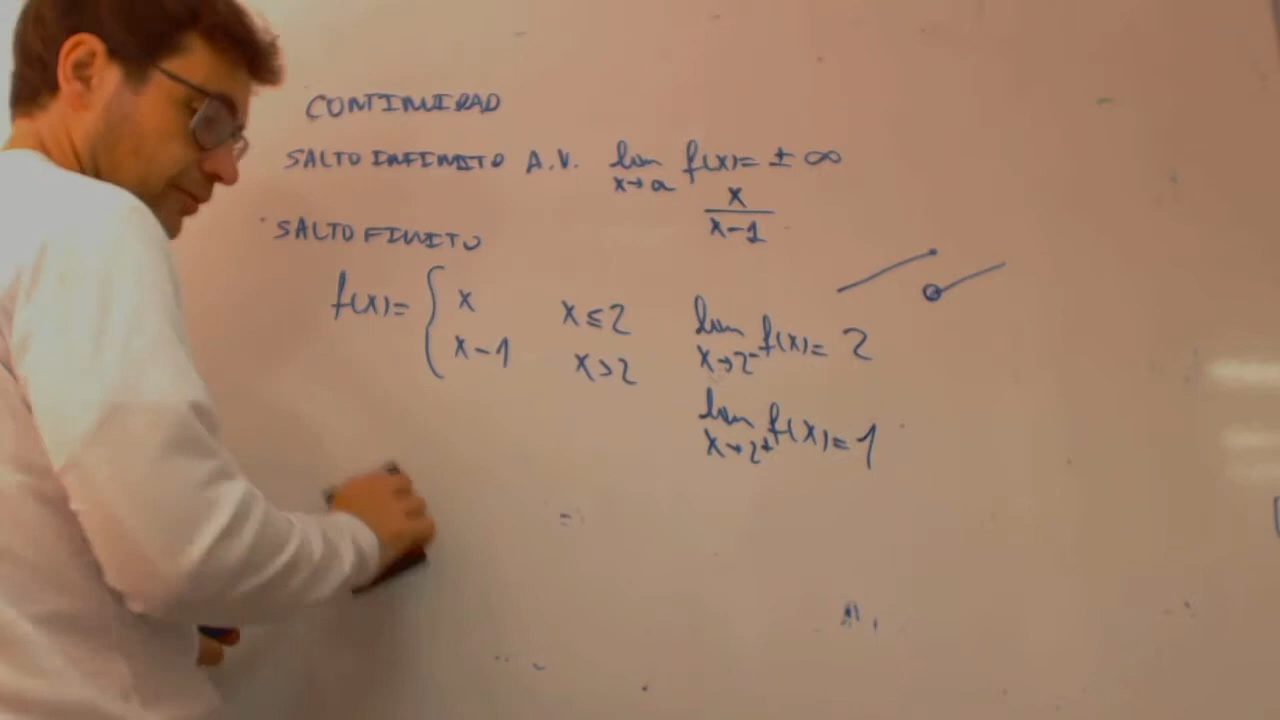 CONTINUIDAD
SALTO INFINITO A.V. lim x→a f(x)= ± ∞
x/(x-1)
SALTO FINITO
f(x)= { x x ≤ 2
x-1 x > 2
lim x→2⁻ f(x)= 2
lim x→2⁺ f(x)= 1